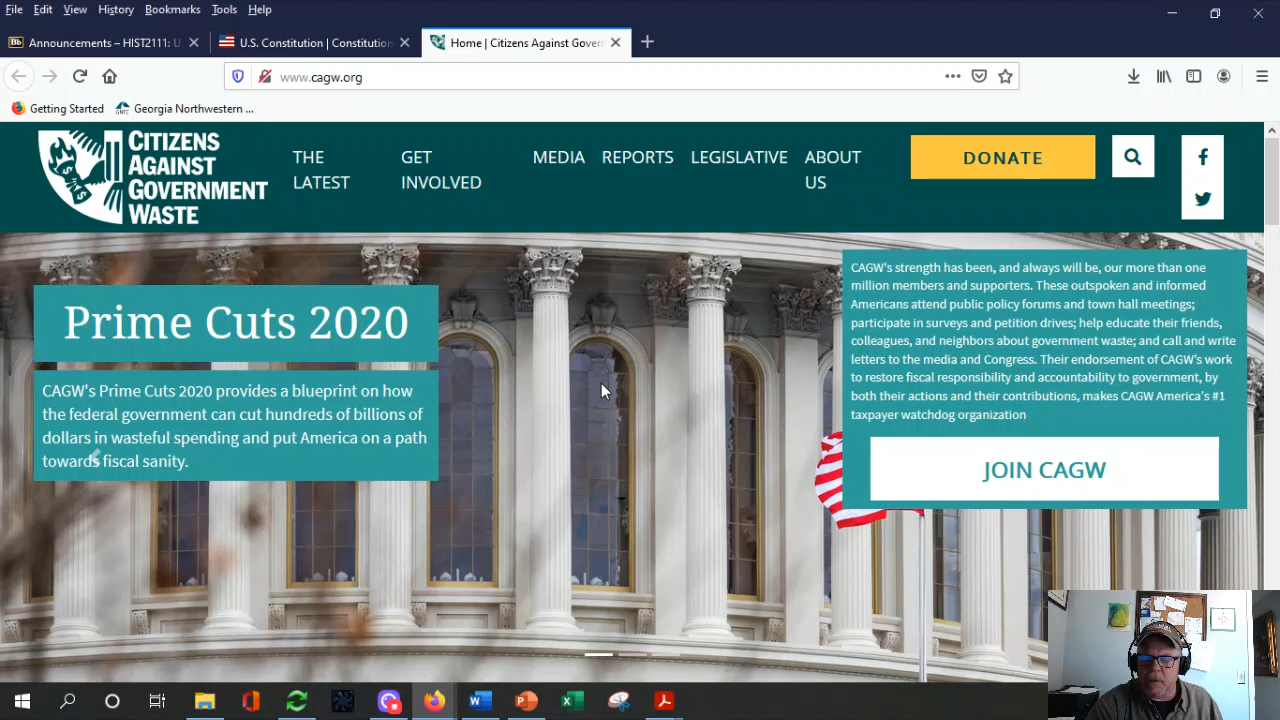 File Edit View History Bookmarks Tools Help
Bb Announcements – HIST2111: U
U.S. Constitution | Constitution
Home | Citizens Against Gover
www.cagw.org
Getting Started
GNTC Georgia Northwestern ...
CITIZENS
AGAINST
GOVERNMENT
WASTE
THE
LATEST
GET
INVOLVED
MEDIA
REPORTS
LEGISLATIVE
ABOUT
US
DONATE
Prime Cuts 2020
CAGW's Prime Cuts 2020 provides a blueprint on how
the federal government can cut hundreds of billions of
dollars in wasteful spending and put America on a path
towards fiscal sanity.
CAGW's strength has been, and always will be, our more than one
million members and supporters. These outspoken and informed
Americans attend public policy forums and town hall meetings;
participate in surveys and petition drives; help educate their friends,
colleagues, and neighbors about government waste; and call and write
letters to the media and Congress. Their endorsement of CAGW's work
to restore fiscal responsibility and accountability to government, by
both their actions and their contributions, makes CAGW America's #1
taxpayer watchdog organization
JOIN CAGW